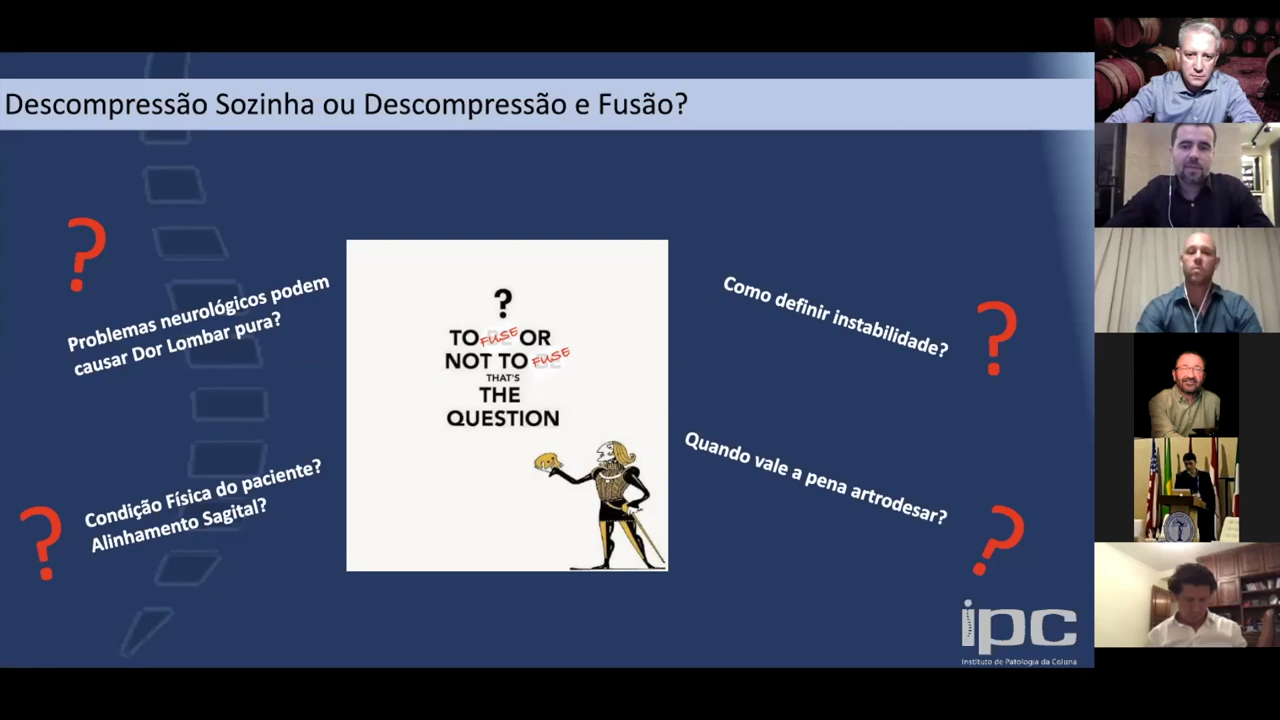 Descompressão Sozinha ou Descompressão e Fusão?
?
Problemas neurológicos podem
causar Dor Lombar pura?
?
Condição Física do paciente?
Alinhamento Sagital?
?
TO FUSE OR
NOT TO FUSE
THAT'S
THE
QUESTION
Como definir instabilidade?
?
Quando vale a pena artrodesar?
?
ipc
Instituto de Patologia da Coluna